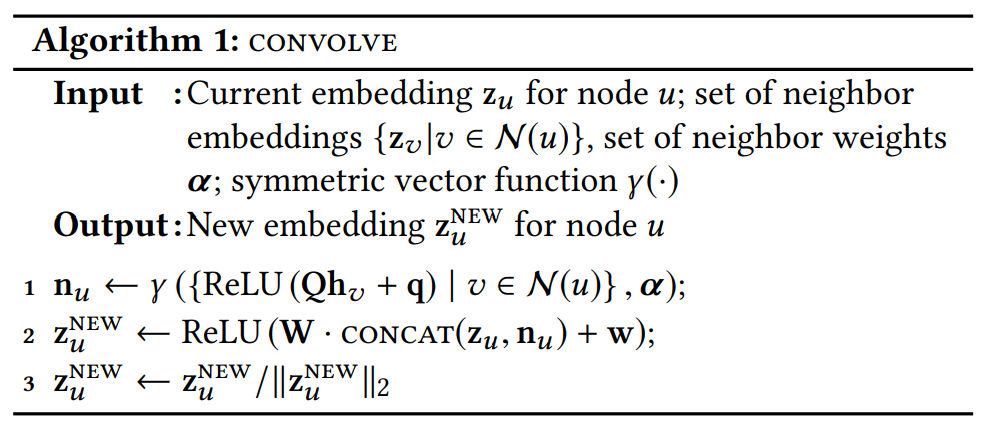 Algorithm 1: CONVOLVE
Input :Current embedding z_u for node u; set of neighbor
embeddings {z_v|v ∈ N(u)}, set of neighbor weights
α; symmetric vector function γ(·)
Output:New embedding z_u^NEW for node u
1 n_u ← γ ({ReLU (Qh_v + q) | v ∈ N(u)} , α);
2 z_u^NEW ← ReLU (W · CONCAT(z_u, n_u) + w);
3 z_u^NEW ← z_u^NEW/‖z_u^NEW‖_2